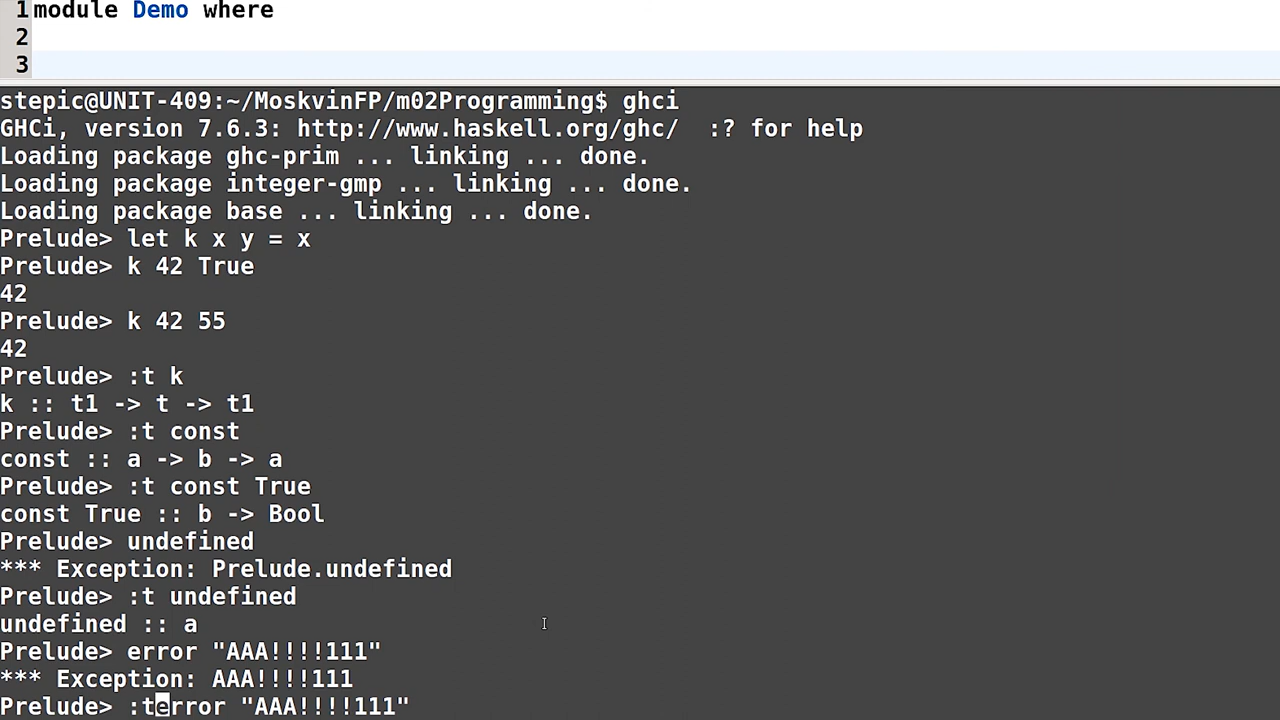 1 module Demo where
2
3
stepic@UNIT-409:~/MoskvinFP/m02Programming$ ghci
GHCi, version 7.6.3: http://www.haskell.org/ghc/  :? for help
Loading package ghc-prim ... linking ... done.
Loading package integer-gmp ... linking ... done.
Loading package base ... linking ... done.
Prelude> let k x y = x
Prelude> k 42 True
42
Prelude> k 42 55
42
Prelude> :t k
k :: t1 -> t -> t1
Prelude> :t const
const :: a -> b -> a
Prelude> :t const True
const True :: b -> Bool
Prelude> undefined
*** Exception: Prelude.undefined
Prelude> :t undefined
undefined :: a
Prelude> error "AAA!!!!111"
*** Exception: AAA!!!!111
Prelude> :terror "AAA!!!!111"